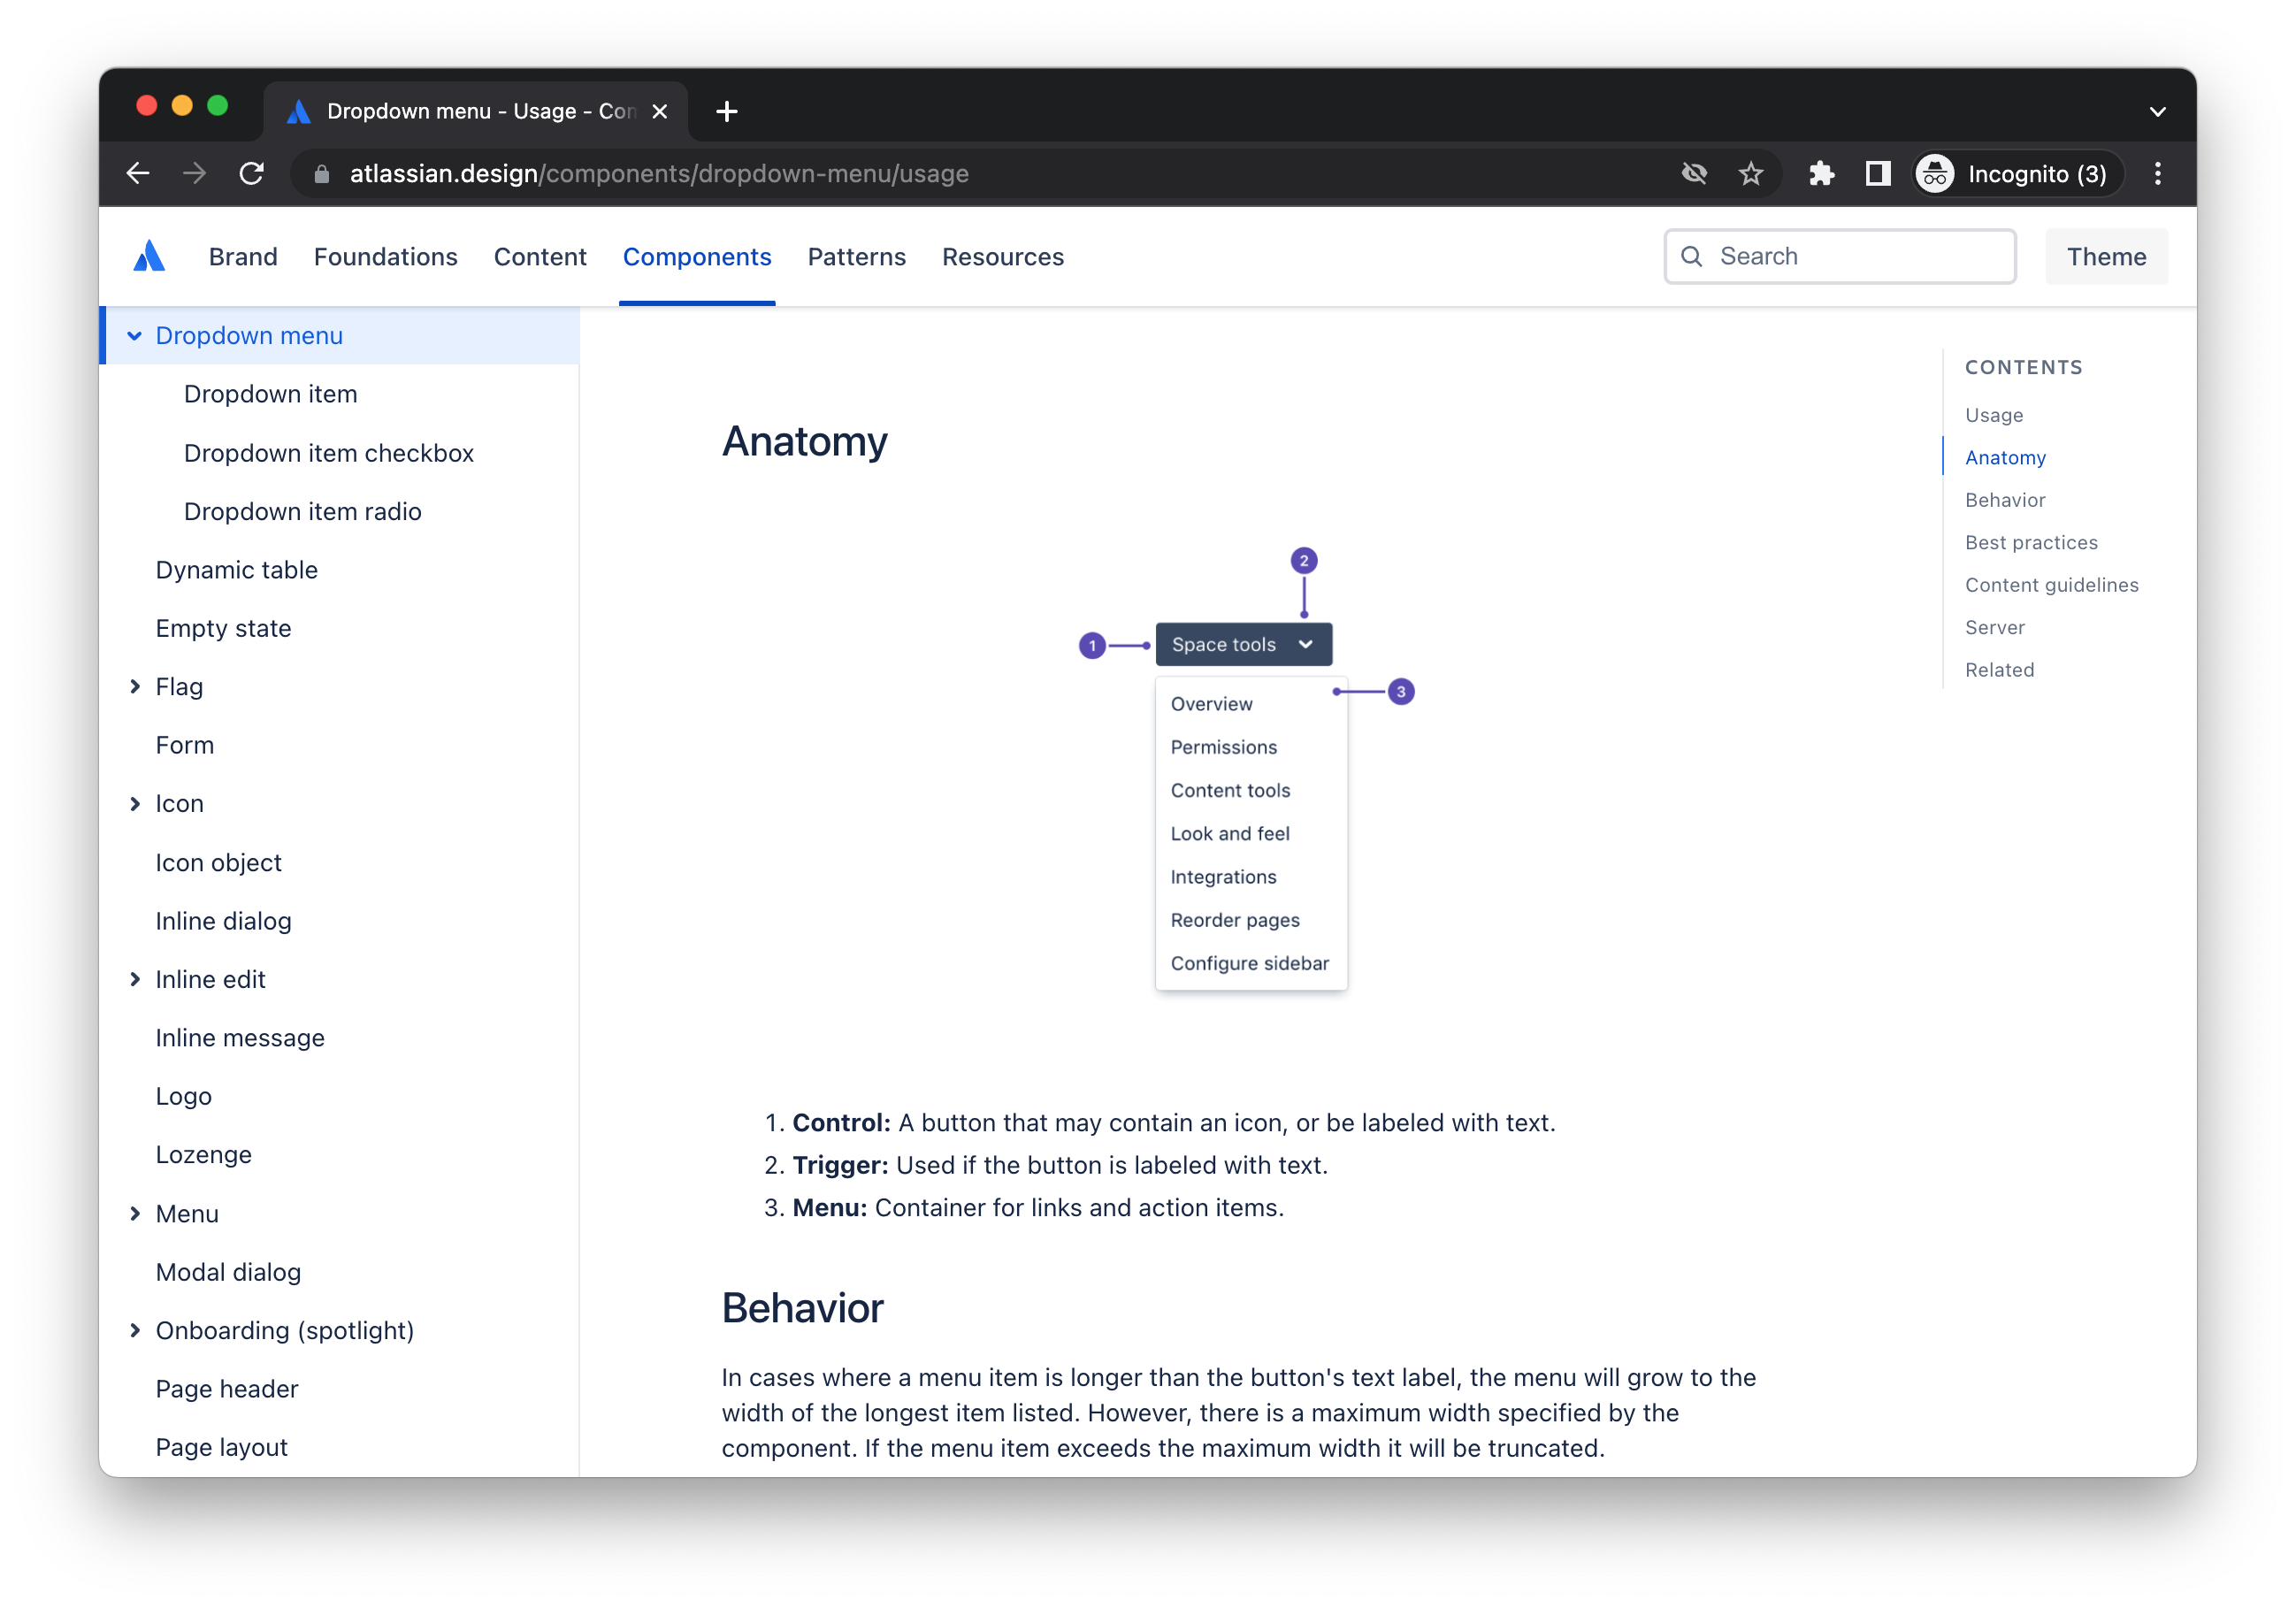 Dropdown menu - Usage - Con
atlassian.design/components/dropdown-menu/usage
Incognito (3)
Brand
Foundations
Content
Components
Patterns
Resources
Search
Theme
Dropdown menu
Dropdown item
Dropdown item checkbox
Dropdown item radio
Dynamic table
Empty state
Flag
Form
Icon
Icon object
Inline dialog
Inline edit
Inline message
Logo
Lozenge
Menu
Modal dialog
Onboarding (spotlight)
Page header
Page layout
Anatomy
2
1
Space tools
3
Overview
Permissions
Content tools
Look and feel
Integrations
Reorder pages
Configure sidebar
1. Control: A button that may contain an icon, or be labeled with text.
2. Trigger: Used if the button is labeled with text.
3. Menu: Container for links and action items.
Behavior
In cases where a menu item is longer than the button's text label, the menu will grow to the
width of the longest item listed. However, there is a maximum width specified by the
component. If the menu item exceeds the maximum width it will be truncated.
CONTENTS
Usage
Anatomy
Behavior
Best practices
Content guidelines
Server
Related